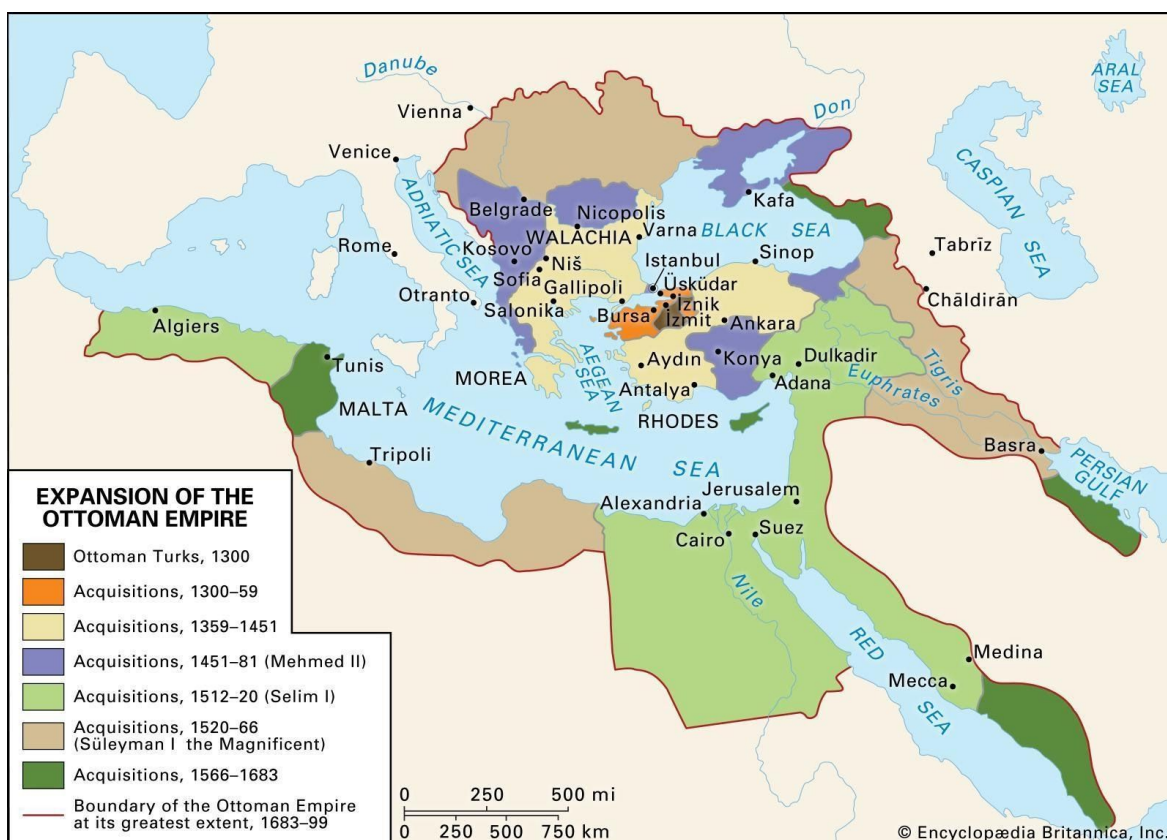 Danube
Vienna
Venice
ADRIATIC SEA
Rome
Otranto
Belgrade
Nicopolis
WALACHIA
Varna
Kosovo
Niš
Sofia
Gallipoli
Salonika
Istanbul
Üsküdar
İznik
İzmit
Bursa
Ankara
Sinop
BLACK SEA
Kafa
Don
ARAL
SEA
CASPIAN
SEA
Tabrīz
Chāldirān
Algiers
Tunis
MALTA
MOREA
AEGEAN
SEA
Aydın
Antalya
Konya
Dulkadir
Adana
Euphrates
Tigris
RHODES
MEDITERRANEAN SEA
Tripoli
Basra
PERSIAN
GULF
Alexandria
Jerusalem
Cairo
Suez
Nile
RED
SEA
Medina
Mecca
EXPANSION OF THE
OTTOMAN EMPIRE
Ottoman Turks, 1300
Acquisitions, 1300–59
Acquisitions, 1359–1451
Acquisitions, 1451–81 (Mehmed II)
Acquisitions, 1512–20 (Selim I)
Acquisitions, 1520–66
(Süleyman I the Magnificent)
Acquisitions, 1566–1683
Boundary of the Ottoman Empire
at its greatest extent, 1683–99
0 250 500 mi
0 250 500 750 km
© Encyclopædia Britannica, Inc.